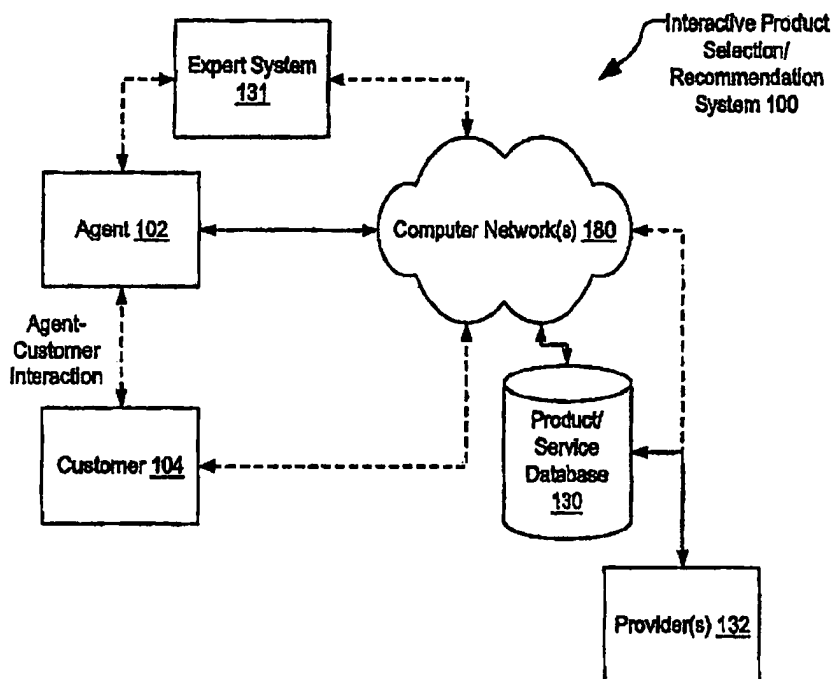 Interactive Product
Selection/
Recommendation
System 100
Expert System
131
Agent 102
Computer Network(s) 180
Agent-
Customer
Interaction
Product/
Service
Database
130
Customer 104
Provider(s) 132